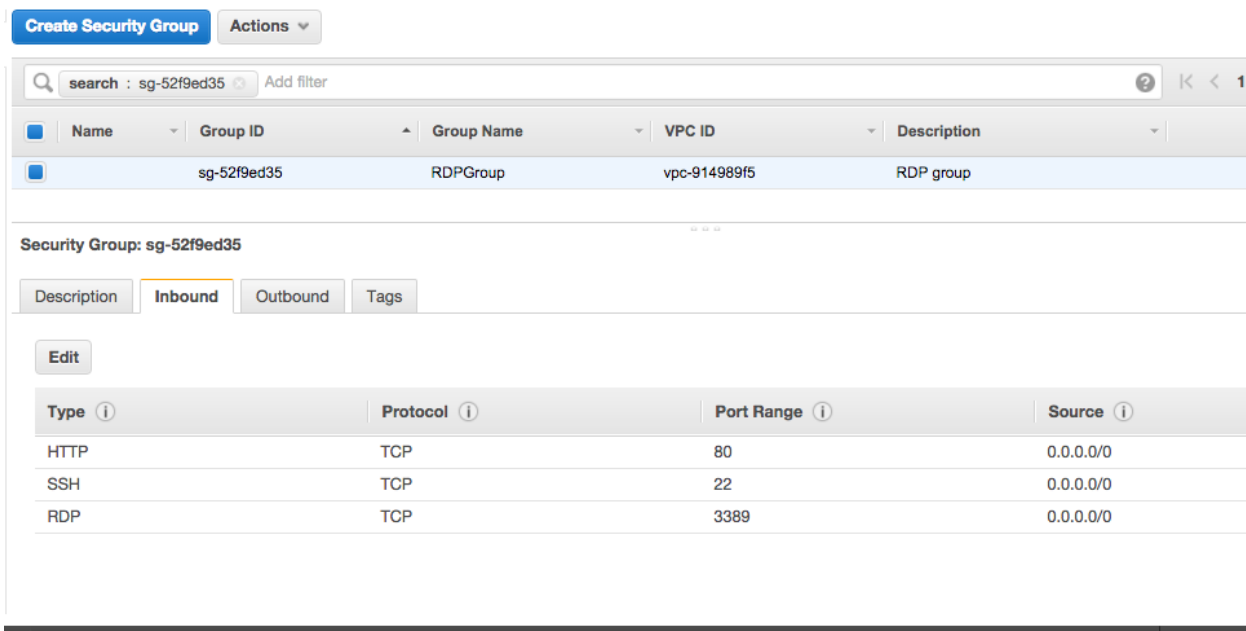 Create Security Group Actions
search : sg-52f9ed35 Add filter 1
Name Group ID Group Name VPC ID Description
sg-52f9ed35 RDPGroup vpc-914989f5 RDP group
Security Group: sg-52f9ed35
Description Inbound Outbound Tags
Edit
Type Protocol Port Range Source
HTTP TCP 80 0.0.0.0/0
SSH TCP 22 0.0.0.0/0
RDP TCP 3389 0.0.0.0/0